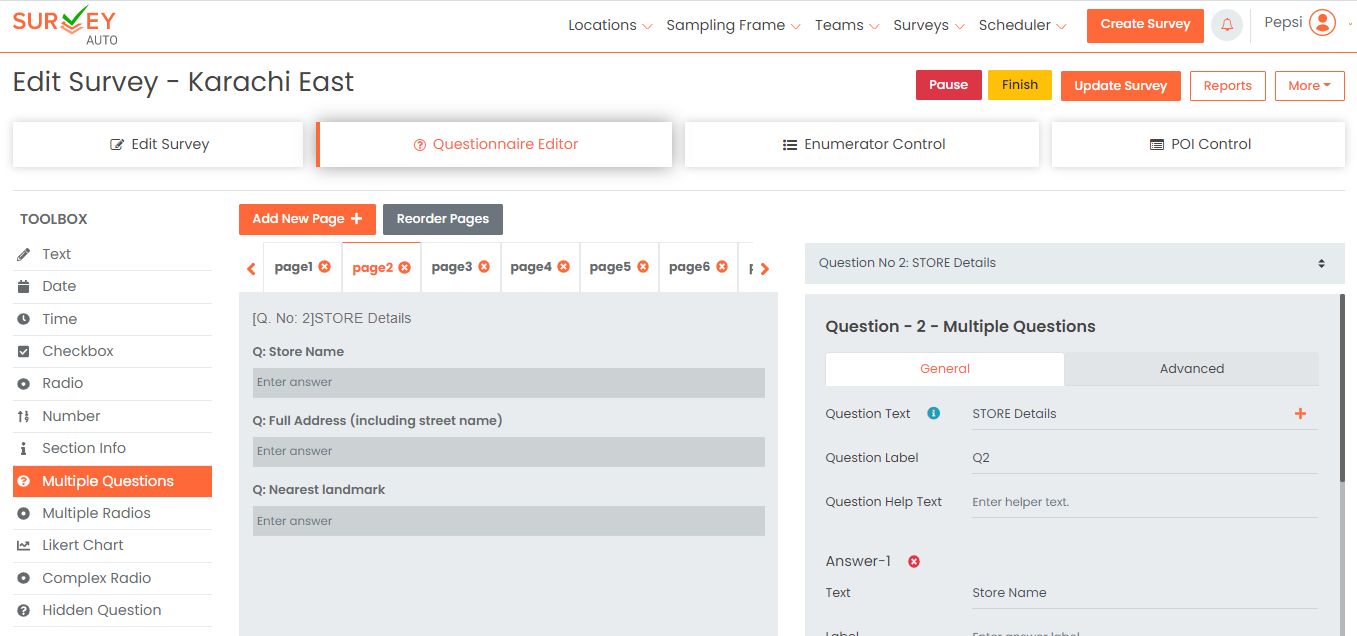 SURVEY
AUTO
Locations Sampling Frame Teams Surveys Scheduler Create Survey Pepsi
Edit Survey - Karachi East
Pause Finish Update Survey Reports More
Edit Survey Questionnaire Editor Enumerator Control POI Control
TOOLBOX
Text
Date
Time
Checkbox
Radio
Number
Section Info
Multiple Questions
Multiple Radios
Likert Chart
Complex Radio
Hidden Question
Add New Page + Reorder Pages
page1 page2 page3 page4 page5 page6
[Q. No: 2]STORE Details
Q: Store Name
Enter answer
Q: Full Address (including street name)
Enter answer
Q: Nearest landmark
Enter answer
Question No 2: STORE Details
Question - 2 - Multiple Questions
General Advanced
Question Text STORE Details +
Question Label Q2
Question Help Text Enter helper text.
Answer-1
Text Store Name
Label Enter answer label